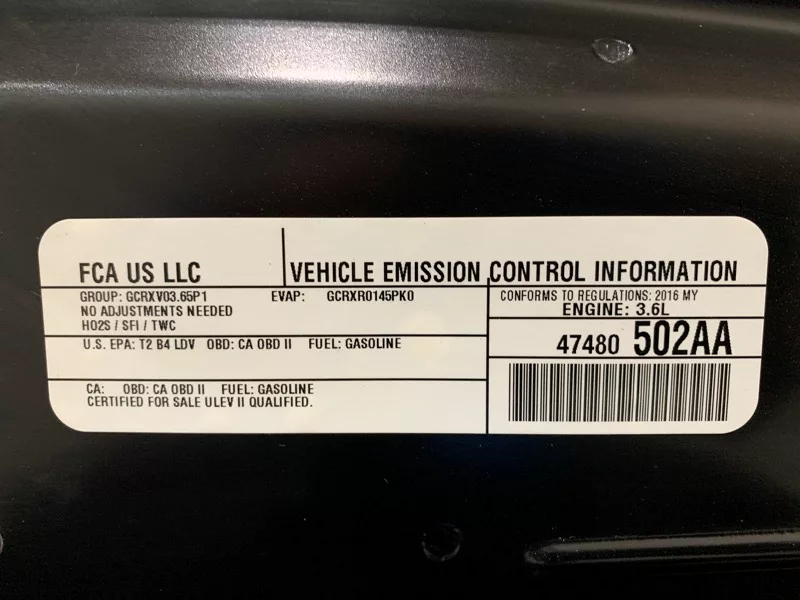 FCA US LLC
VEHICLE EMISSION CONTROL INFORMATION
GROUP: GCRXV03.65P1 EVAP: GCRXR0145PK0
NO ADJUSTMENTS NEEDED
HO2S / SFI / TWC
U.S. EPA: T2 B4 LDV OBD: CA OBD II FUEL: GASOLINE
CA: OBD: CA OBD II FUEL: GASOLINE
CERTIFIED FOR SALE ULEV II QUALIFIED.
CONFORMS TO REGULATIONS: 2016 MY
ENGINE: 3.6L
47480 502AA